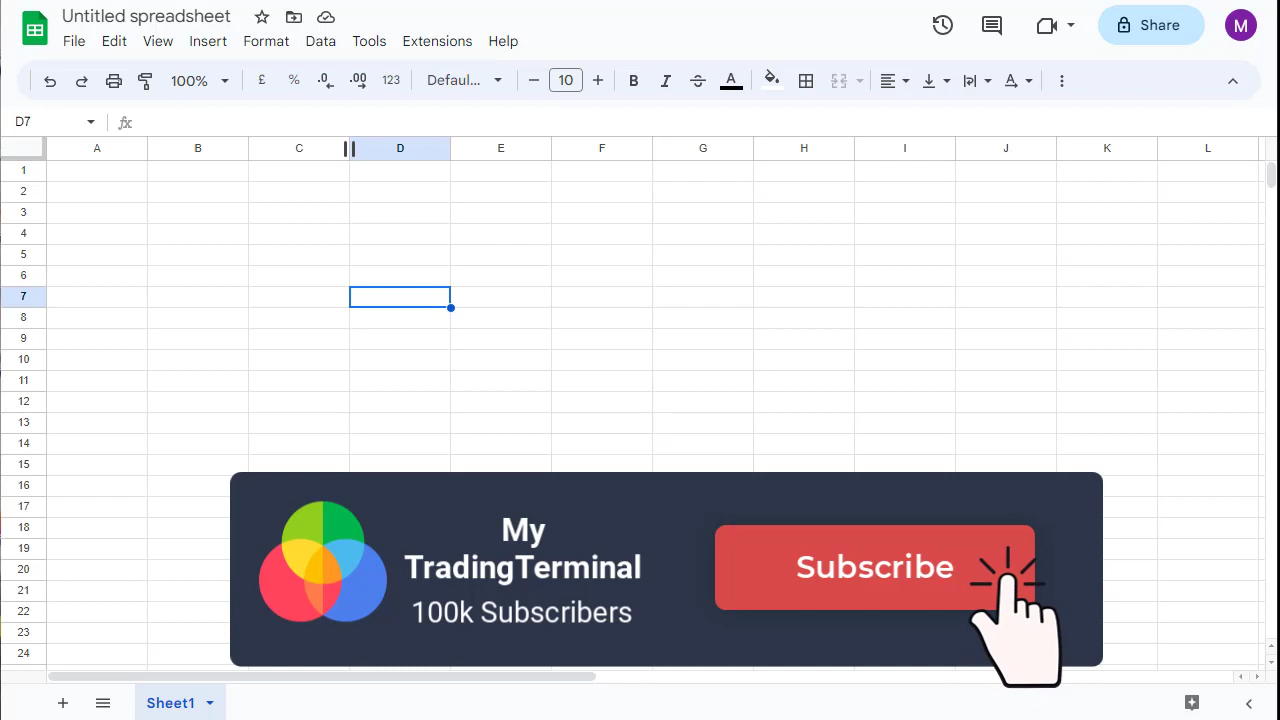 Untitled spreadsheet
File Edit View Insert Format Data Tools Extensions Help
Share
M
100% £ % .0 .00 123 Defaul... 10 B I A A
D7 fx
A B C D E F G H I J K L
1
2
3
4
5
6
7
8
9
10
11
12
13
14
15
16
17
18
19
20
21
22
23
24
My
TradingTerminal
100k Subscribers
Subscribe
Sheet1